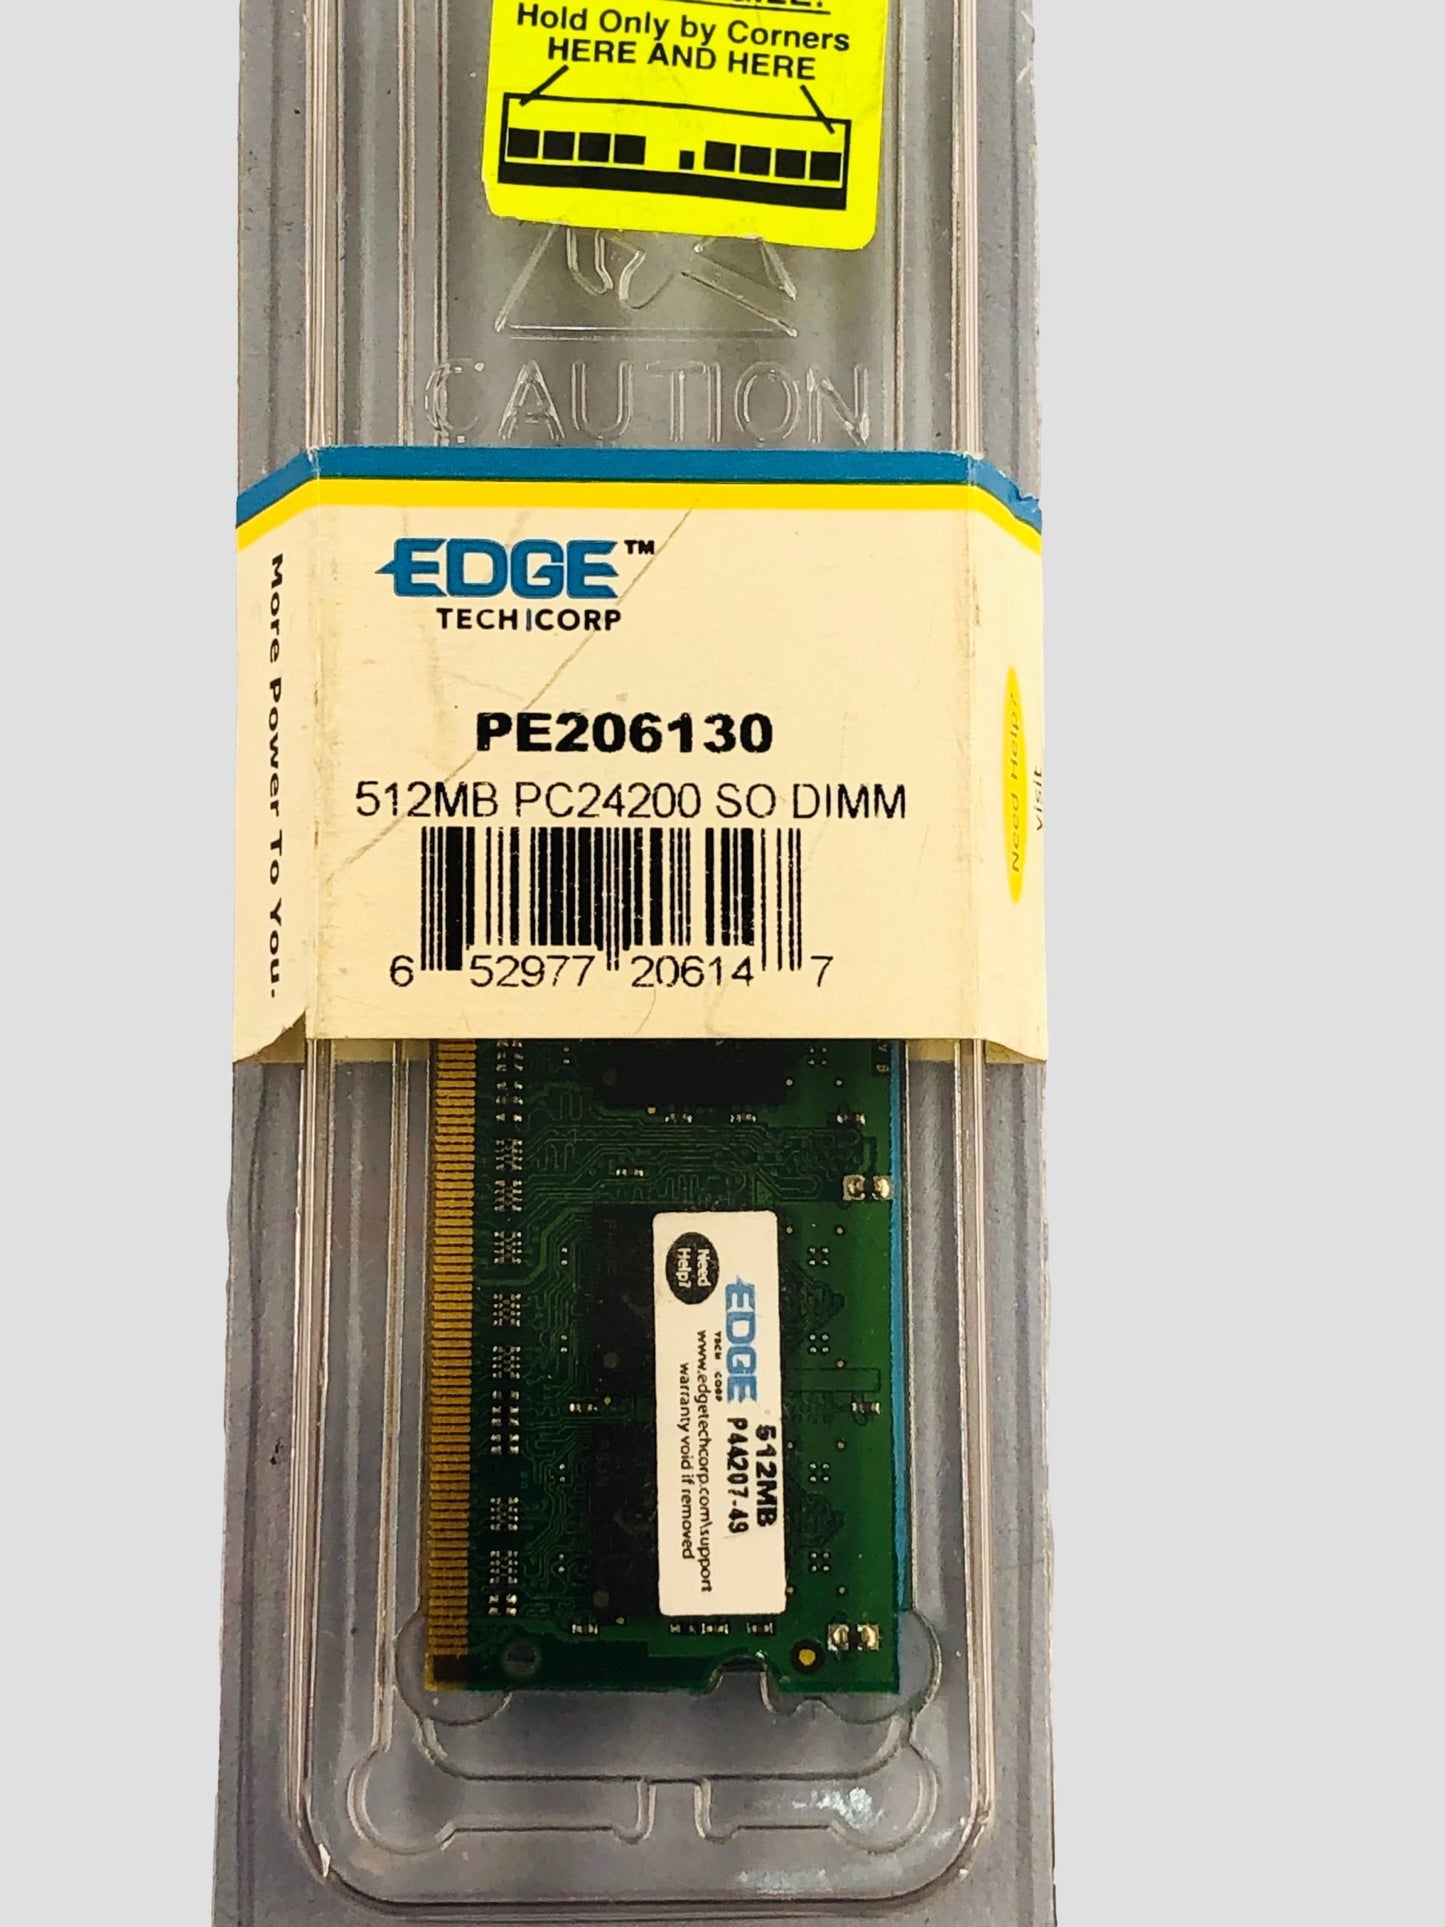 Hold Only by Corners
HERE AND HERE
CAUTION
EDGE™
TECH|CORP
More Power To You.
PE206130
512MB PC24200 SO DIMM
6 52977 20614 7
Need Help?
visit
Need
Help?
EDGE
TECH CORP
512MB
P44207-49
www.edgetechcorp.com\support
warranty void if removed